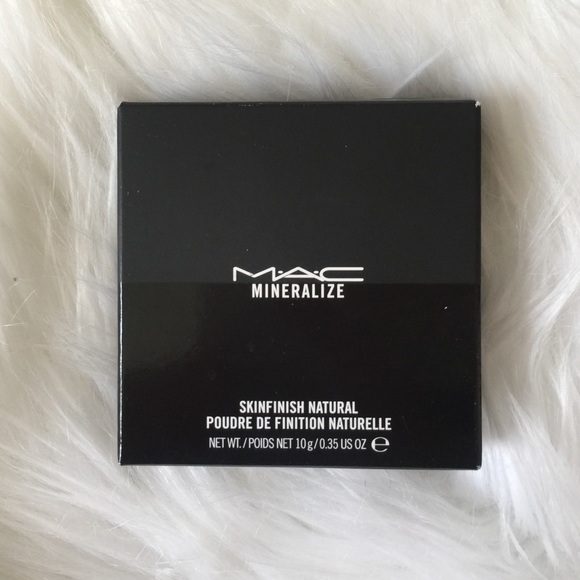 M·A·C
MINERALIZE
SKINFINISH NATURAL
POUDRE DE FINITION NATURELLE
NET WT./POIDS NET 10 g/0.35 US OZ ℮